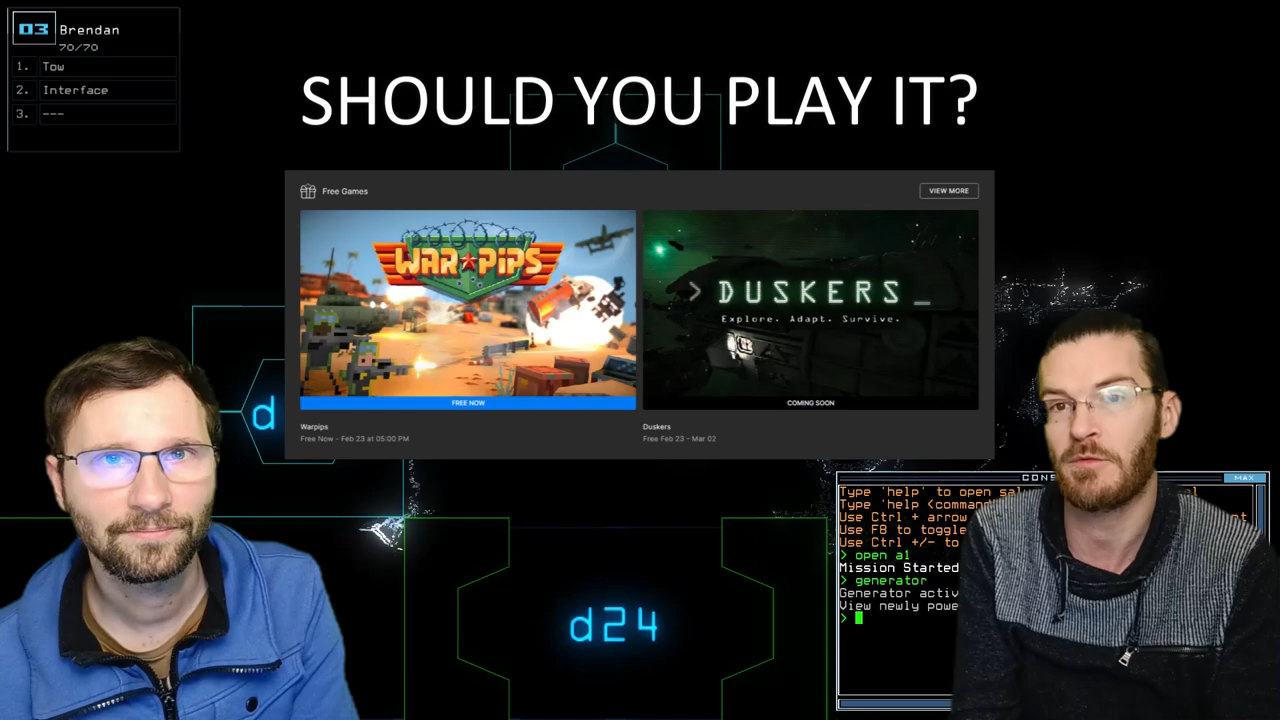 03 Brendan
70/70
1. Tow
2. Interface
3. ---
SHOULD YOU PLAY IT?
Free Games
VIEW MORE
WAR PIPS
> DUSKERS_
Explore. Adapt. Survive.
FREE NOW
COMING SOON
Warpips
Duskers
Free Now - Feb 23 at 05:00 PM
Free Feb 23 - Mar 02
d
d24
CONS
MAX
Type 'help' to open
Type 'help <command
Use Ctrl + arrow
Use FB to toggle
Use Ctrl +/- to
> open a1
Mission Started
> generator
Generator activ
View newly powe
>